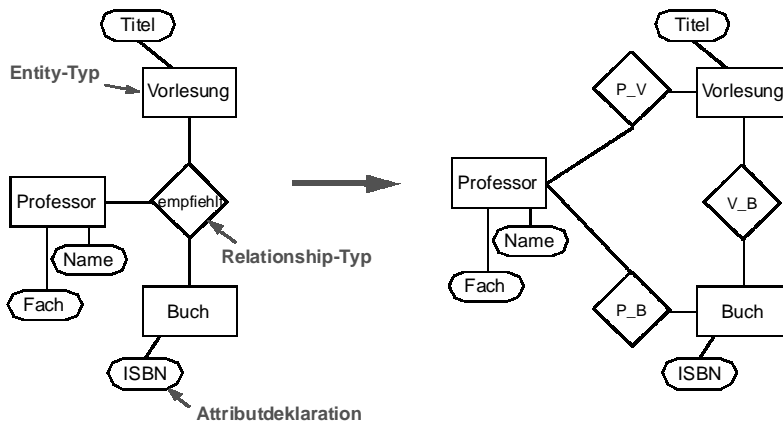 Titel
Entity-Typ
Vorlesung
Professor
empfiehlt
Name
Relationship-Typ
Fach
Buch
ISBN
Attributdeklaration
Titel
P_V
Vorlesung
Professor
V_B
Name
Fach
P_B
Buch
ISBN